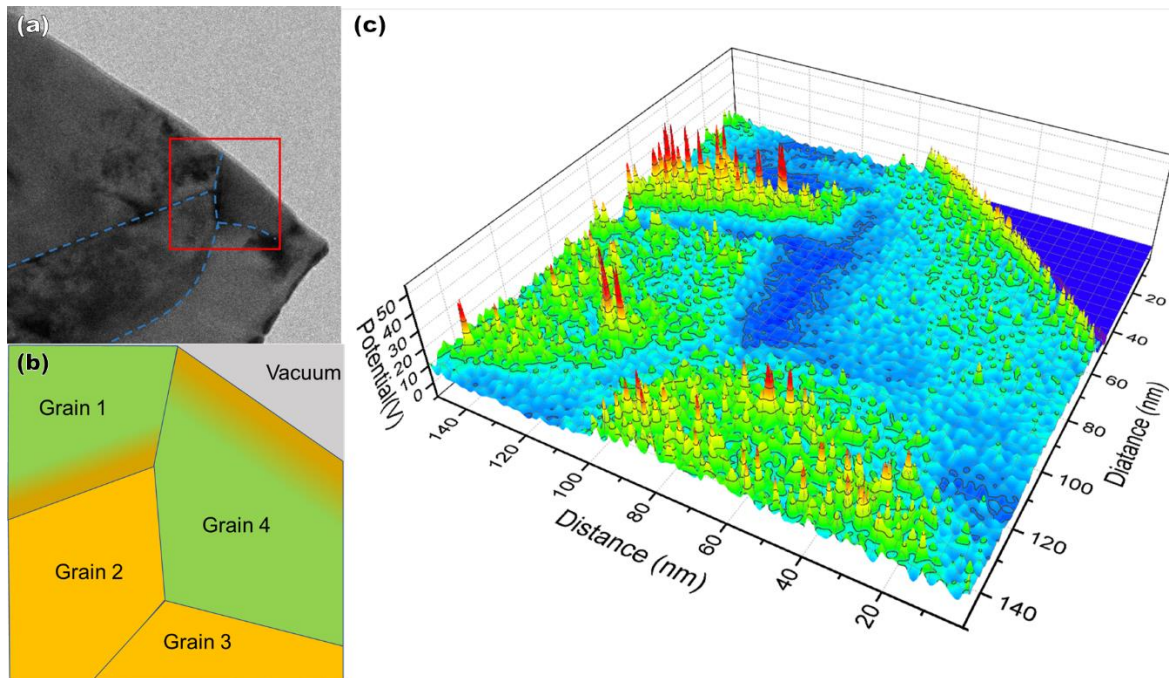 (a)
(b)
Grain 1
Vacuum
Grain 4
Grain 2
Grain 3
(c)
50
40
30
20
10
0
Potential(V)
140
120
100
80
60
40
20
Distance (nm)
20
40
60
80
100
120
140
Diatance (nm)